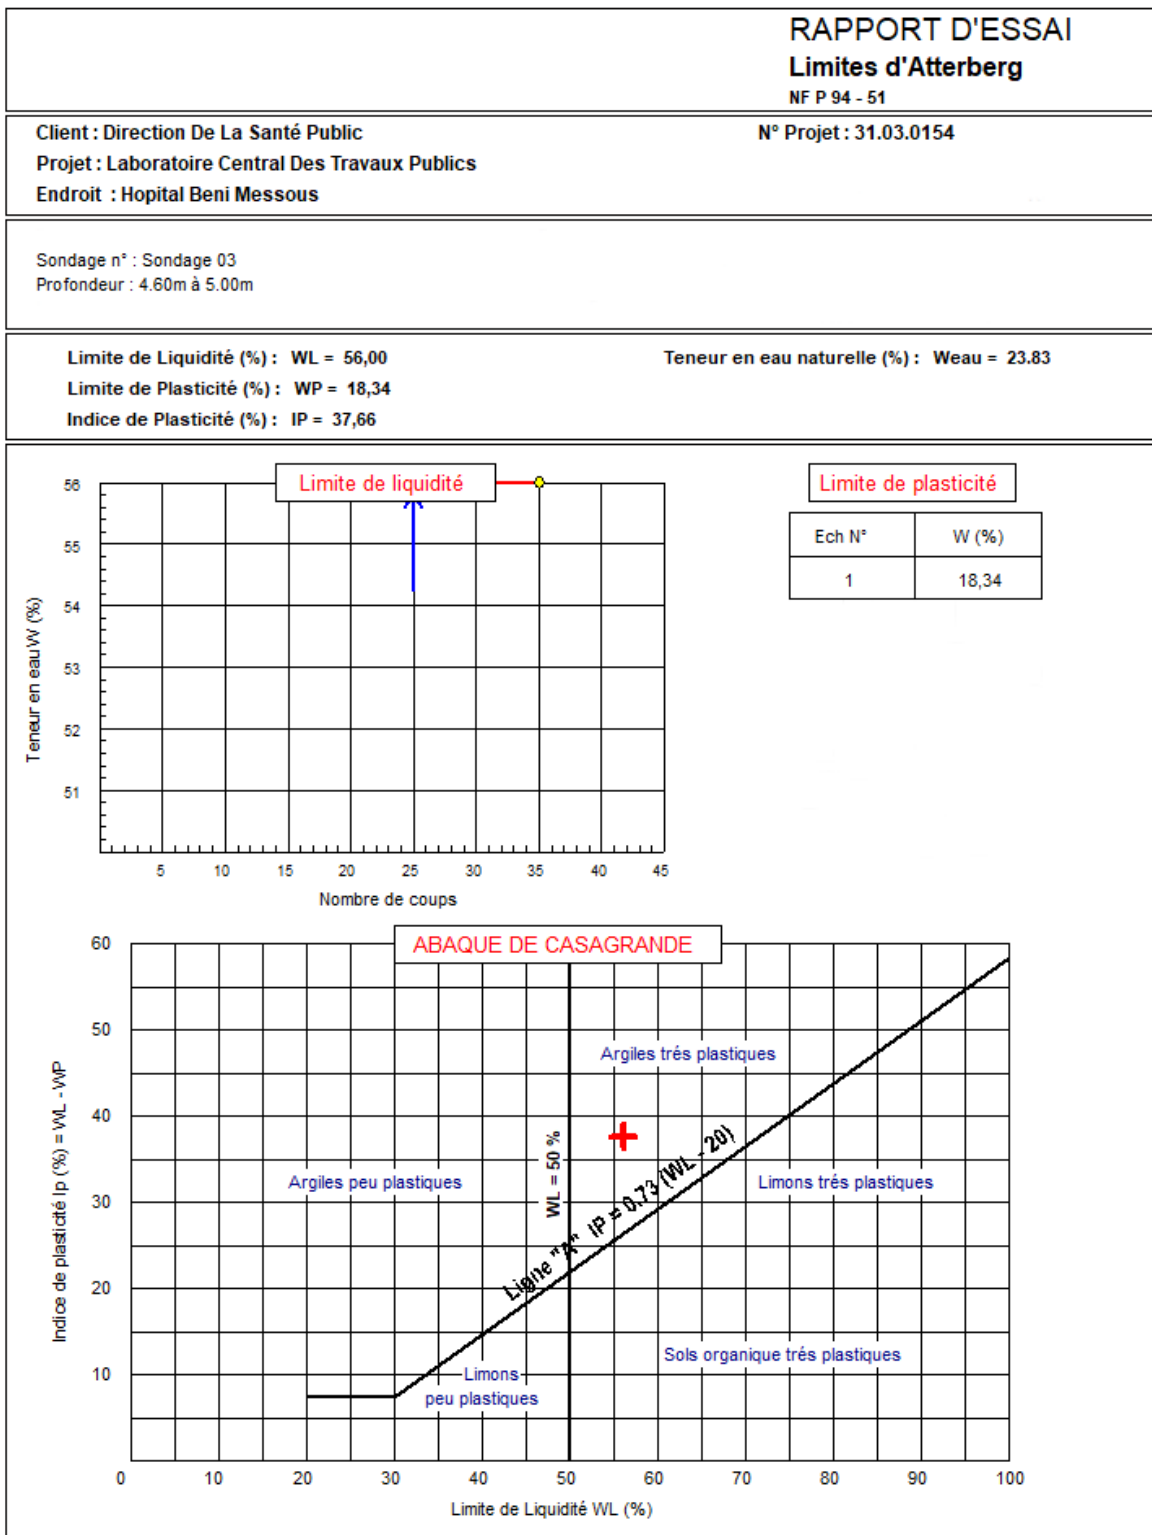 RAPPORT D'ESSAI
Limites d'Atterberg
NF P 94 - 51
Client : Direction De La Santé Public
N° Projet : 31.03.0154
Projet : Laboratoire Central Des Travaux Publics
Endroit : Hopital Beni Messous
Sondage n° : Sondage 03
Profondeur : 4.60m à 5.00m
Limite de Liquidité (%) : WL = 56,00
Teneur en eau naturelle (%) : Weau = 23.83
Limite de Plasticité (%) : WP = 18,34
Indice de Plasticité (%) : IP = 37,66
Limite de liquidité
Limite de plasticité
Ech N° W (%)
1 18,34
Teneur en eau W (%)
56
55
54
53
52
51
5 10 15 20 25 30 35 40 45
Nombre de coups
ABAQUE DE CASAGRANDE
Indice de plasticité Ip (%) = WL - WP
60
50
40
30
20
10
Argiles trés plastiques
WL = 50 %
Ligne "A" IP = 0.73 (WL - 20)
Argiles peu plastiques
Limons trés plastiques
Sols organique trés plastiques
Limons
peu plastiques
0 10 20 30 40 50 60 70 80 90 100
Limite de Liquidité WL (%)